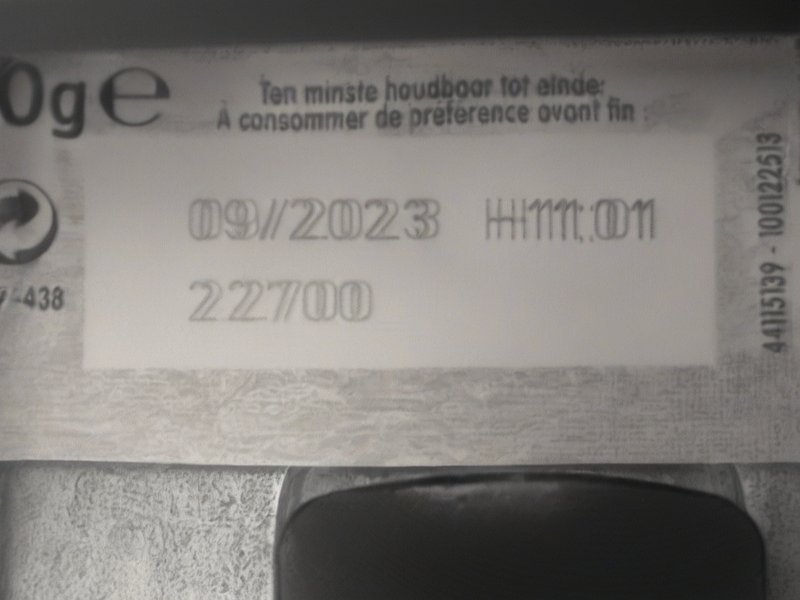 0g e
Ten minste houdbaar tot einde:
À consommer de préférence avant fin :
09/2023 H11:01
22700
-438
44115139 - 100122513